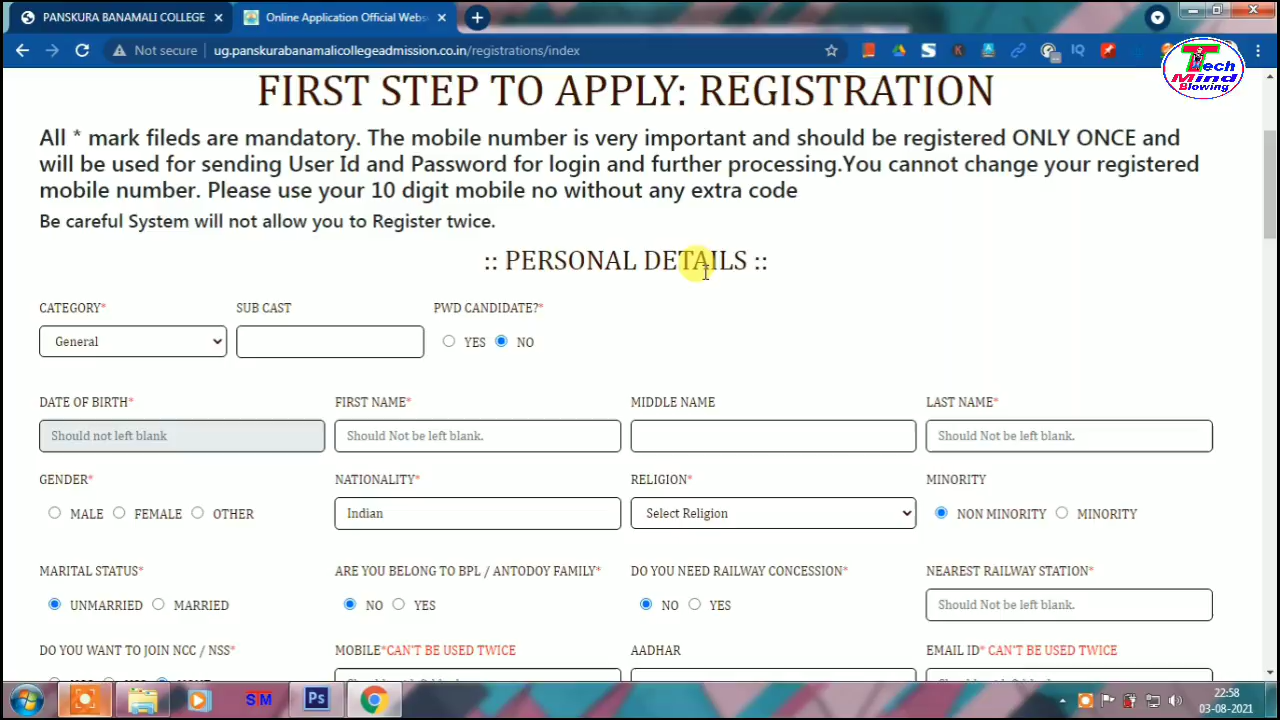 PANSKURA BANAMALI COLLEGE
Online Application Official Webs
Not secure
ug.panskurabanamalicollegeadmission.co.in/registrations/index
IQ
Tech
Mind
Blowing
FIRST STEP TO APPLY: REGISTRATION
All * mark fileds are mandatory. The mobile number is very important and should be registered ONLY ONCE and
will be used for sending User Id and Password for login and further processing.You cannot change your registered
mobile number. Please use your 10 digit mobile no without any extra code
Be careful System will not allow you to Register twice.
:: PERSONAL DETAILS ::
CATEGORY* SUB CAST PWD CANDIDATE?*
General YES NO
DATE OF BIRTH* FIRST NAME* MIDDLE NAME LAST NAME*
Should not left blank Should Not be left blank. Should Not be left blank.
GENDER* NATIONALITY* RELIGION* MINORITY
MALE FEMALE OTHER Indian Select Religion NON MINORITY MINORITY
MARITAL STATUS* ARE YOU BELONG TO BPL / ANTODOY FAMILY* DO YOU NEED RAILWAY CONCESSION* NEAREST RAILWAY STATION*
UNMARRIED MARRIED NO YES NO YES Should Not be left blank.
DO YOU WANT TO JOIN NCC / NSS* MOBILE*CAN'T BE USED TWICE AADHAR EMAIL ID* CAN'T BE USED TWICE
SM Ps 22:58
03-08-2021